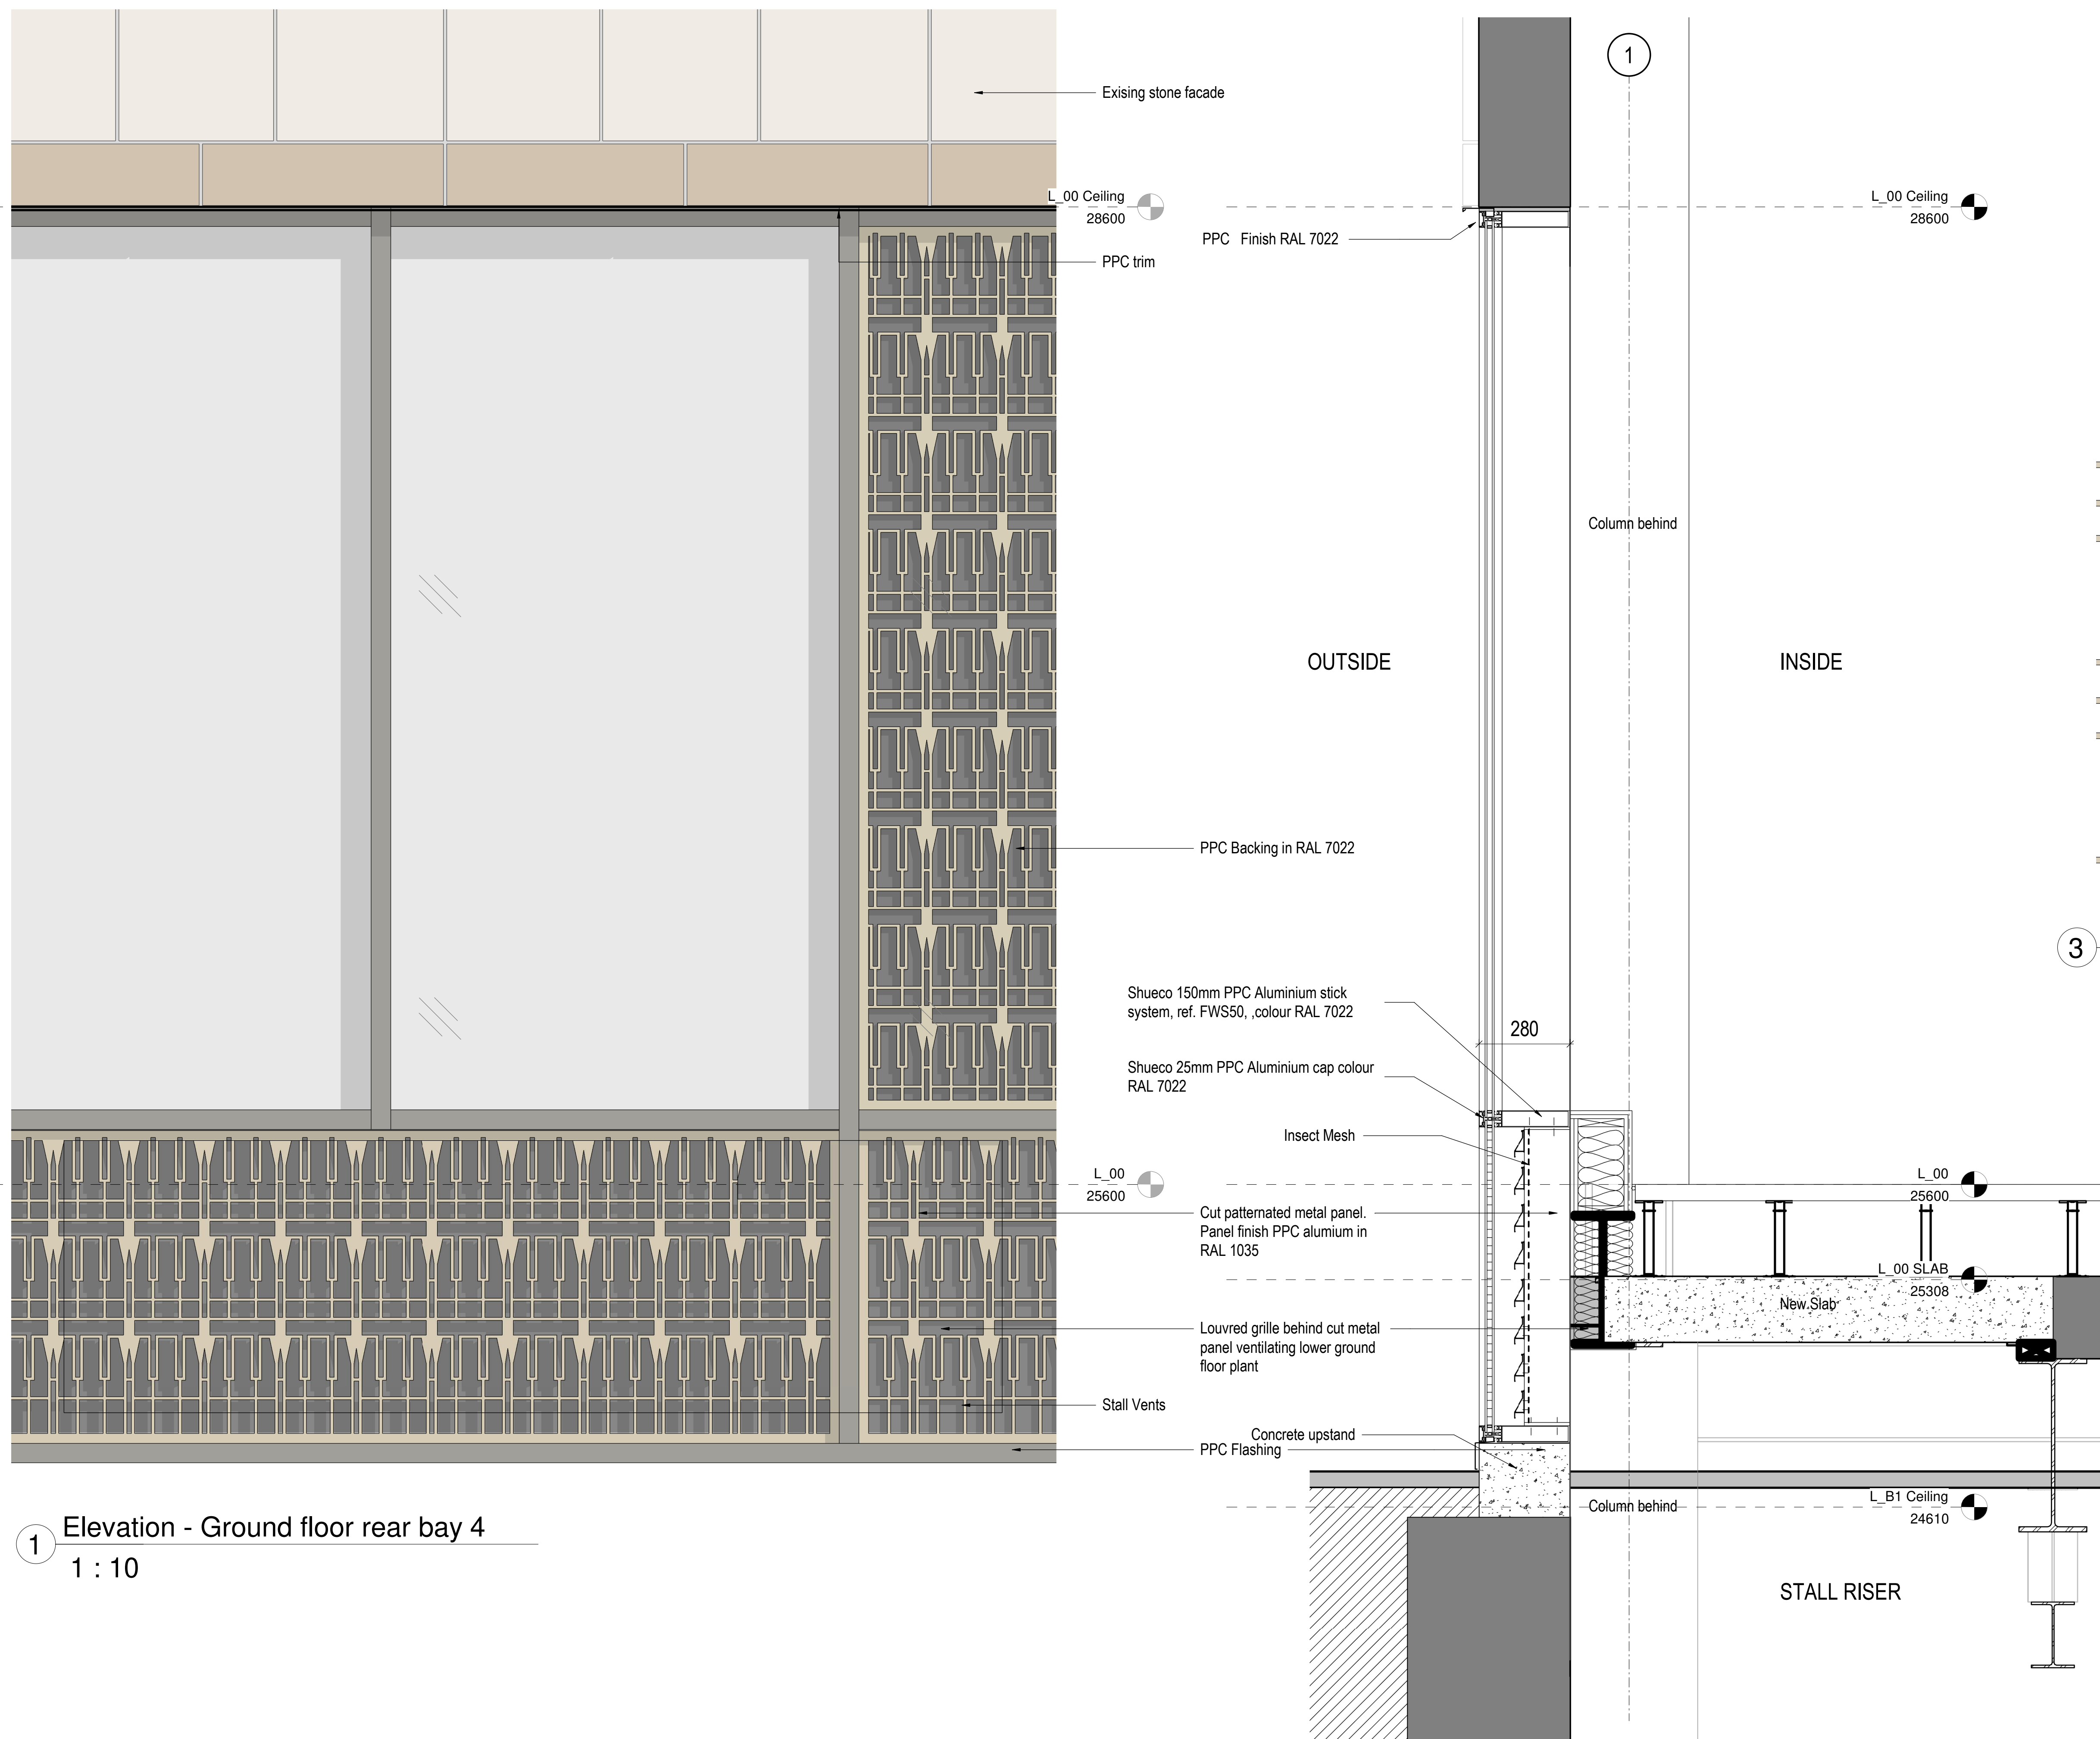 1
Exising stone facade
L_00 Ceiling
28600
L_00 Ceiling
28600
PPC Finish RAL 7022
PPC trim
Column behind
OUTSIDE
INSIDE
PPC Backing in RAL 7022
3
Shueco 150mm PPC Aluminium stick
system, ref. FWS50, ,colour RAL 7022
280
Shueco 25mm PPC Aluminium cap colour
RAL 7022
Insect Mesh
L_00
25600
L_00
25600
Cut patternated metal panel.
Panel finish PPC alumium in
RAL 1035
L_00 SLAB
25308
New Slab
Louvred grille behind cut metal
panel ventilating lower ground
floor plant
Stall Vents
Concrete upstand
PPC Flashing
Column behind
L_B1 Ceiling
24610
1
Elevation - Ground floor rear bay 4
1 : 10
STALL RISER